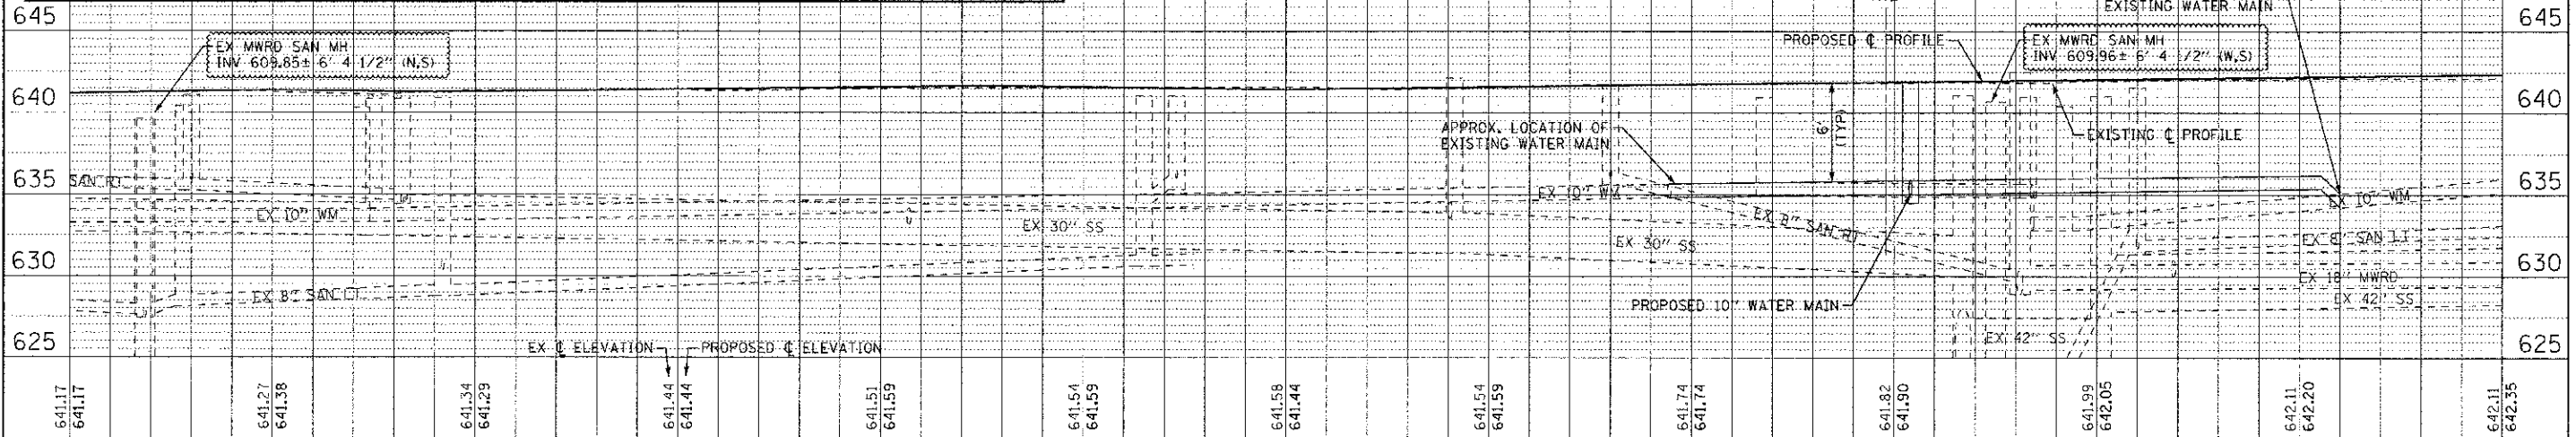 645
EXISTING WATER MAIN
645
EX MWRD SAN MH
INV 609.85± 6' 4 1/2" (N,S)
PROPOSED ℄ PROFILE
EX MWRD SAN MH
INV 609.96± 6' 4 1/2" (W,S)
640
640
APPROX. LOCATION OF
EXISTING WATER MAIN
6'
(TYP)
EXISTING ℄ PROFILE
635
635
EX 10" WM
EX 30" SS
EX 10" WM
EX 8" SAN
EX 30" SS
EX 10" WM
EX 8" SAN
630
630
EX 8" SAN
PROPOSED 10" WATER MAIN
EX 18" MWRD
EX 42" SS
EX 42" SS
625
625
EX ℄ ELEVATION
PROPOSED ℄ ELEVATION
641.17
641.17
641.27
641.38
641.34
641.29
641.44
641.44
641.51
641.59
641.54
641.59
641.58
641.44
641.54
641.59
641.74
641.74
641.82
641.90
641.99
642.05
642.11
642.20
642.11
642.35